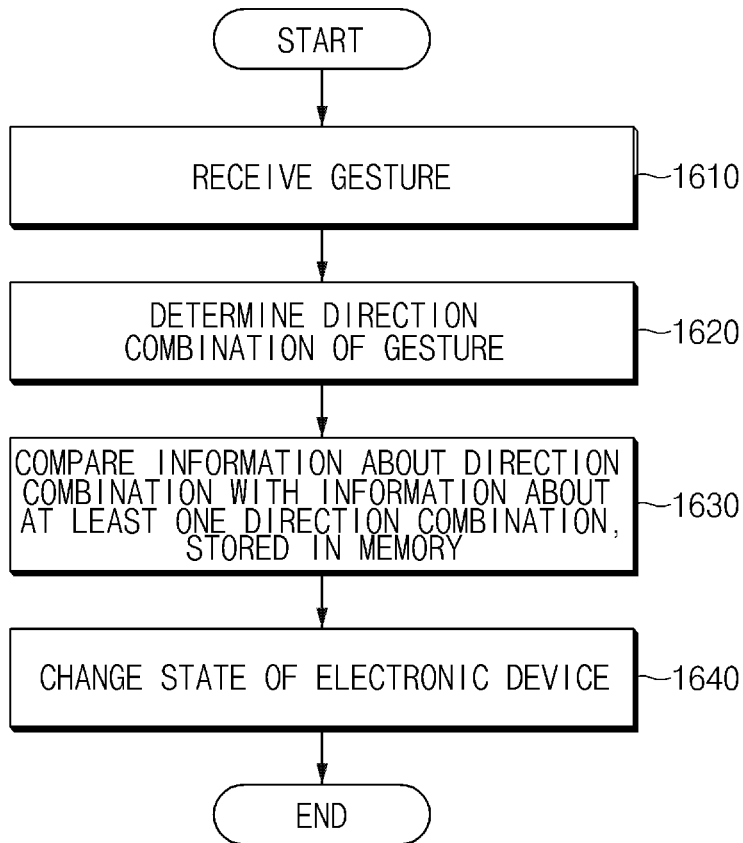 START
RECEIVE GESTURE
1610
DETERMINE DIRECTION
COMBINATION OF GESTURE
1620
COMPARE INFORMATION ABOUT DIRECTION
COMBINATION WITH INFORMATION ABOUT
AT LEAST ONE DIRECTION COMBINATION,
STORED IN MEMORY
1630
CHANGE STATE OF ELECTRONIC DEVICE
1640
END